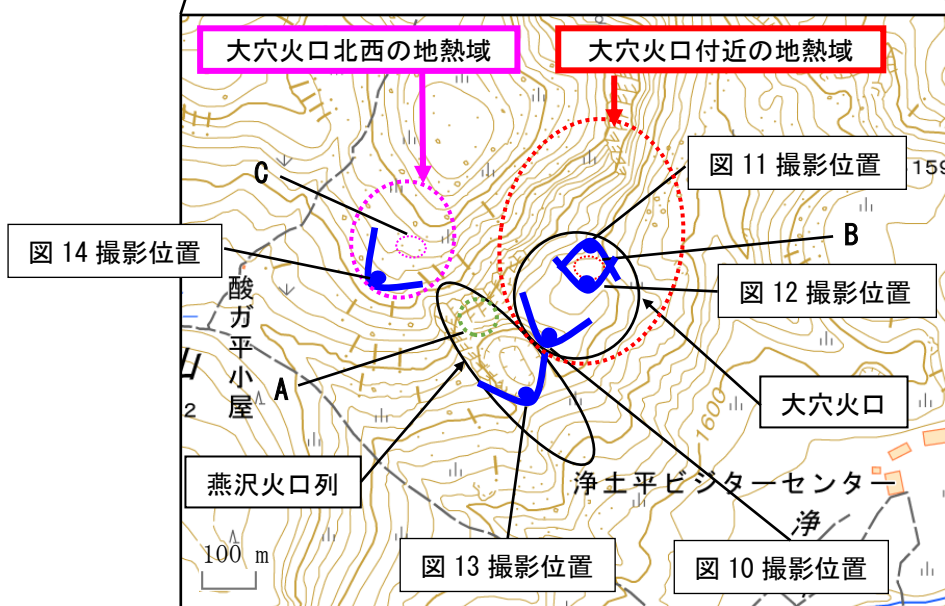 大穴火口北西の地熱域
大穴火口付近の地熱域
図 11 撮影位置
159
C
B
図 14 撮影位置
図 12 撮影位置
酸ガ平小屋
山
2
A
大穴火口
1600
燕沢火口列
浄土平ビジターセンター
浄
100 m
図 13 撮影位置
図 10 撮影位置